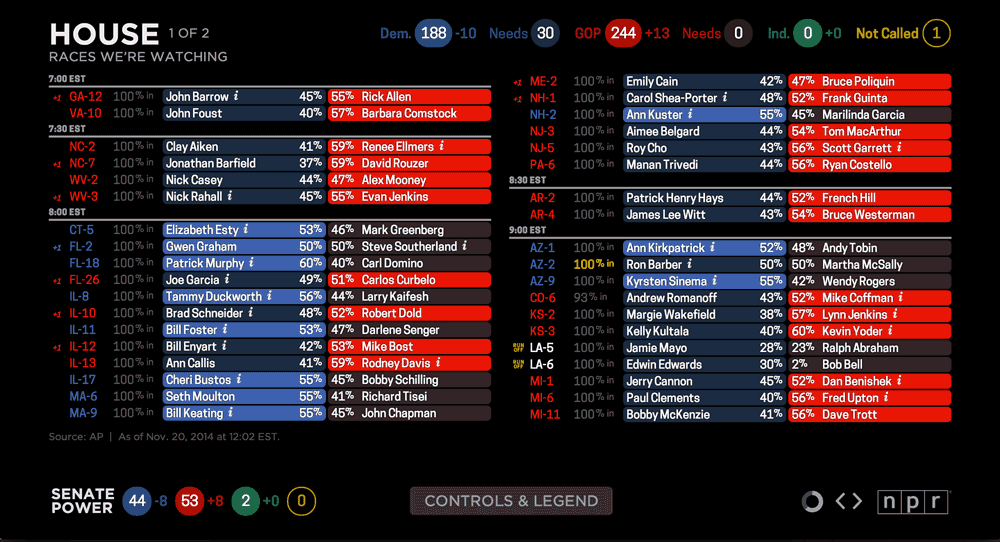 HOUSE 1 OF 2
RACES WE'RE WATCHING
Dem. 188 -10 Needs 30 GOP 244 +13 Needs 0 Ind. 0 +0 Not Called 1
7:00 EST
+1 GA-12 100% in John Barrow i 45% 55% Rick Allen
VA-10 100% in John Foust 40% 57% Barbara Comstock
7:30 EST
NC-2 100% in Clay Aiken 41% 59% Renee Ellmers i
+1 NC-7 100% in Jonathan Barfield 37% 59% David Rouzer
WV-2 100% in Nick Casey 44% 47% Alex Mooney
+1 WV-3 100% in Nick Rahall i 45% 55% Evan Jenkins
8:00 EST
CT-5 100% in Elizabeth Esty i 53% 46% Mark Greenberg
+1 FL-2 100% in Gwen Graham 50% 50% Steve Southerland i
FL-18 100% in Patrick Murphy i 60% 40% Carl Domino
+1 FL-26 100% in Joe Garcia i 49% 51% Carlos Curbelo
IL-8 100% in Tammy Duckworth i 56% 44% Larry Kaifesh
+1 IL-10 100% in Brad Schneider i 48% 52% Robert Dold
IL-11 100% in Bill Foster i 53% 47% Darlene Senger
+1 IL-12 100% in Bill Enyart i 42% 53% Mike Bost
IL-13 100% in Ann Callis 41% 59% Rodney Davis i
IL-17 100% in Cheri Bustos i 55% 45% Bobby Schilling
MA-6 100% in Seth Moulton 55% 41% Richard Tisei
MA-9 100% in Bill Keating i 55% 45% John Chapman
+1 ME-2 100% in Emily Cain 42% 47% Bruce Poliquin
+1 NH-1 100% in Carol Shea-Porter i 48% 52% Frank Guinta
NH-2 100% in Ann Kuster i 55% 45% Marilinda Garcia
NJ-3 100% in Aimee Belgard 44% 54% Tom MacArthur
NJ-5 100% in Roy Cho 43% 56% Scott Garrett i
PA-6 100% in Manan Trivedi 44% 56% Ryan Costello
8:30 EST
AR-2 100% in Patrick Henry Hays 44% 52% French Hill
AR-4 100% in James Lee Witt 43% 54% Bruce Westerman
9:00 EST
AZ-1 100% in Ann Kirkpatrick i 52% 48% Andy Tobin
AZ-2 100% in Ron Barber i 50% 50% Martha McSally
AZ-9 100% in Kyrsten Sinema i 55% 42% Wendy Rogers
CO-6 93% in Andrew Romanoff 43% 52% Mike Coffman i
KS-2 100% in Margie Wakefield 38% 57% Lynn Jenkins i
KS-3 100% in Kelly Kultala 40% 60% Kevin Yoder i
RUN OFF LA-5 100% in Jamie Mayo 28% 23% Ralph Abraham
RUN OFF LA-6 100% in Edwin Edwards 30% 2% Bob Bell
MI-1 100% in Jerry Cannon 45% 52% Dan Benishek i
MI-6 100% in Paul Clements 40% 56% Fred Upton i
MI-11 100% in Bobby McKenzie 41% 56% Dave Trott
Source: AP | As of Nov. 20, 2014 at 12:02 EST.
SENATE
POWER
44 -8 53 +8 2 +0 0
CONTROLS & LEGEND
npr